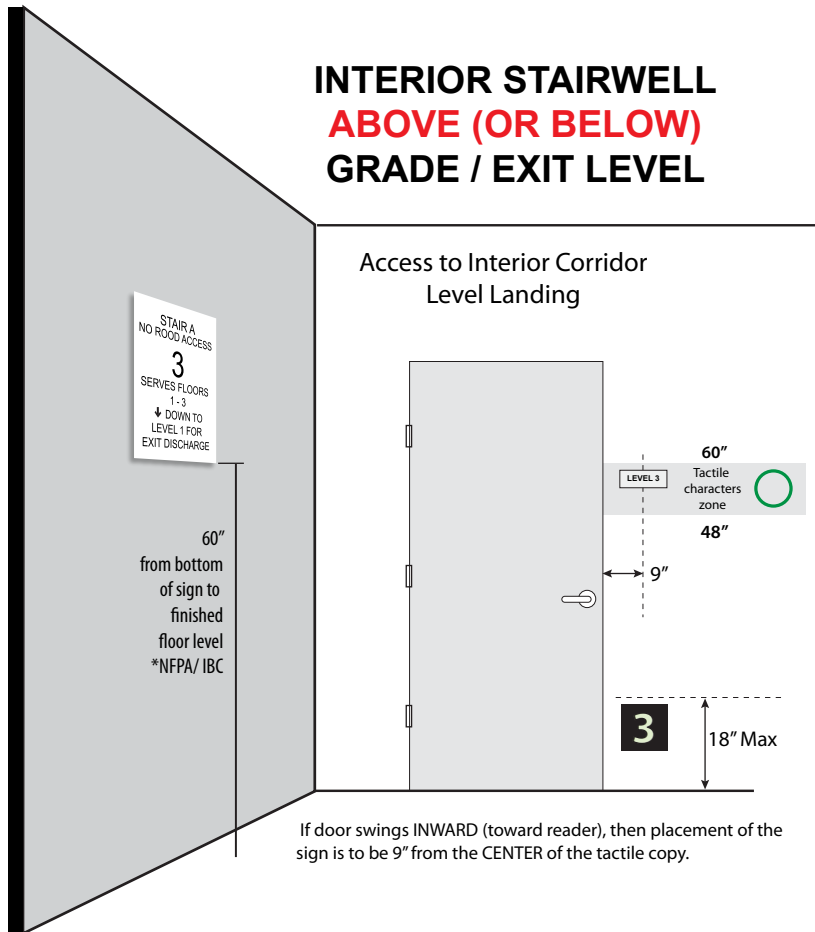 INTERIOR STAIRWELL
ABOVE (OR BELOW)
GRADE / EXIT LEVEL
Access to Interior Corridor
Level Landing
STAIR A
NO ROOD ACCESS
3
SERVES FLOORS
1 - 3
↓ DOWN TO
LEVEL 1 FOR
EXIT DISCHARGE
60”
from bottom
of sign to
finished
floor level
*NFPA/ IBC
60”
LEVEL 3
Tactile
characters
zone
48”
9”
3
18” Max
If door swings INWARD (toward reader), then placement of the
sign is to be 9” from the CENTER of the tactile copy.